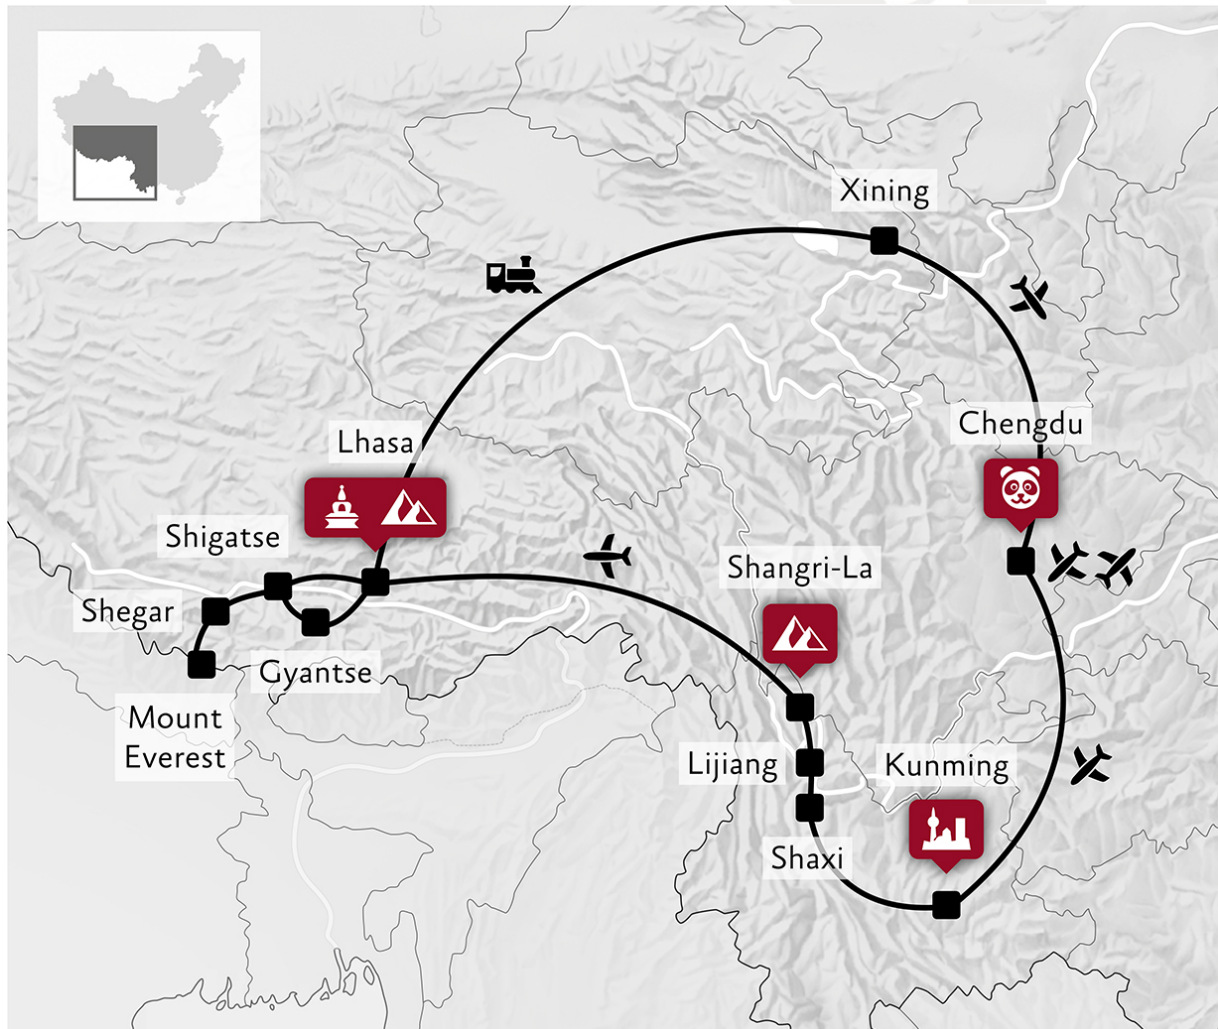 Xining
Chengdu
Lhasa
Shigatse
Shangri-La
Shegar
Gyantse
Mount
Everest
Lijiang
Kunming
Shaxi